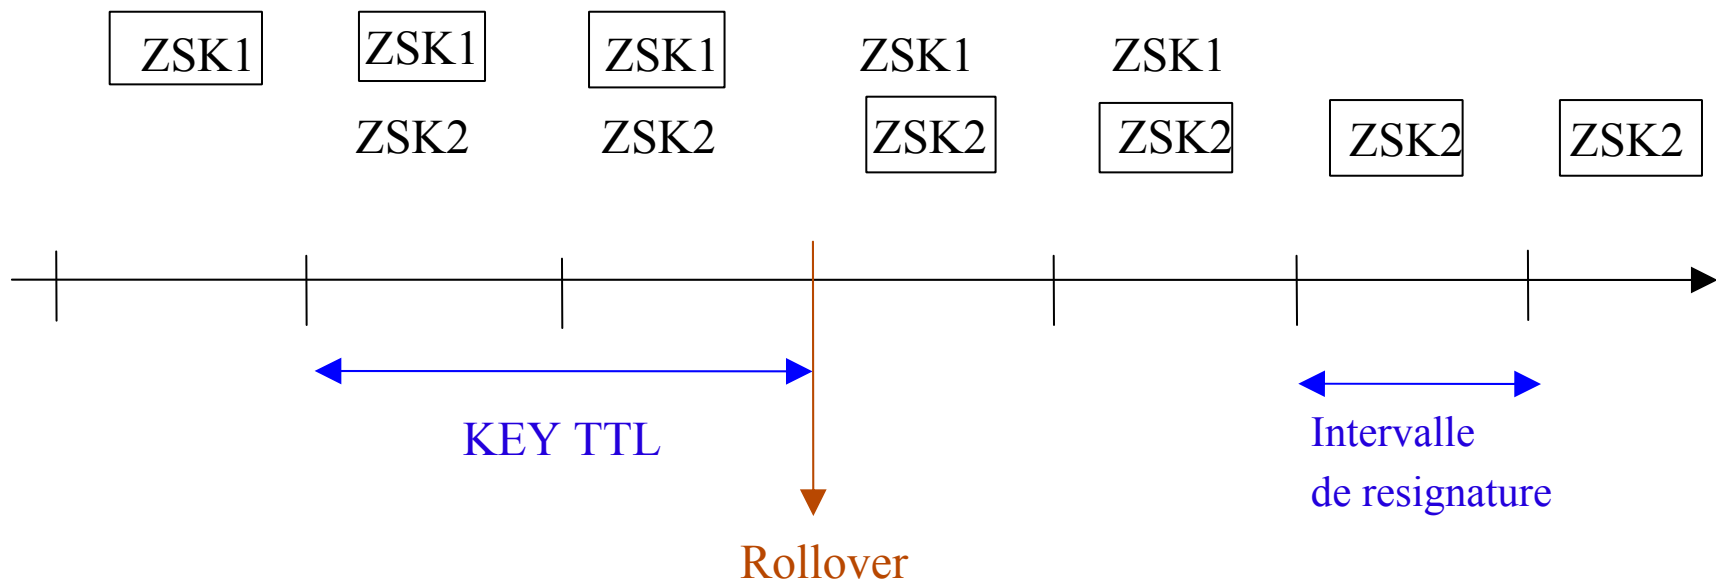 ZSK1 ZSK1 ZSK1 ZSK1 ZSK1
ZSK2 ZSK2 ZSK2 ZSK2 ZSK2 ZSK2
KEY TTL
Intervalle
de resignature
Rollover